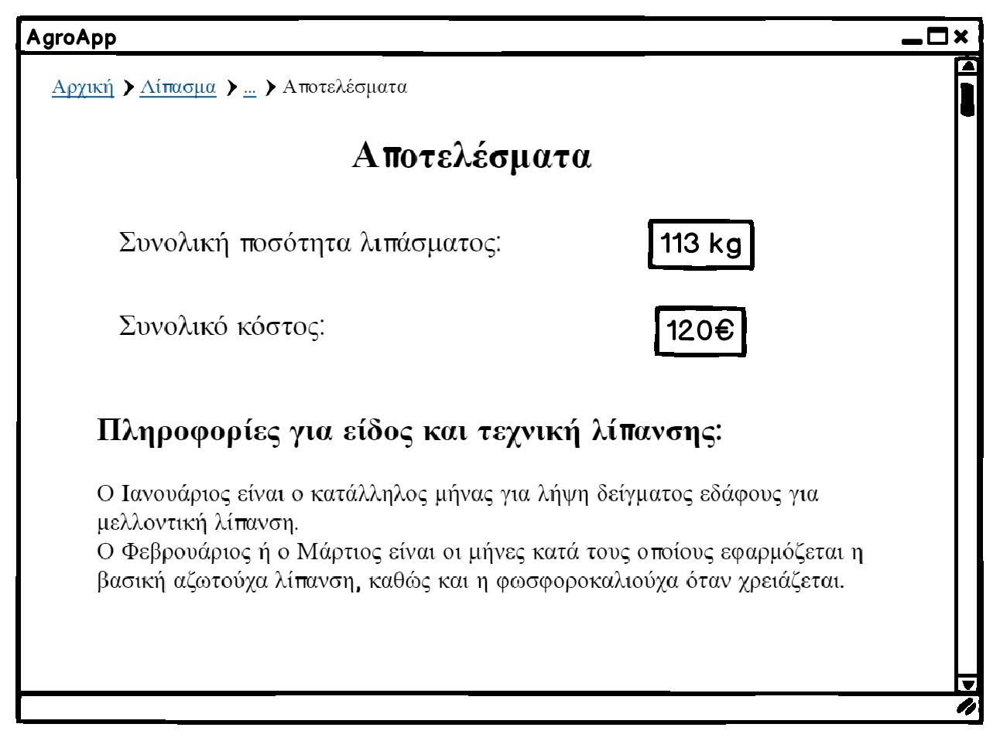 AgroApp
Αρχική ❯ Λίπασμα ❯ ... ❯ Αποτελέσματα
Αποτελέσματα
Συνολική ποσότητα λιπάσματος: 113 kg
Συνολικό κόστος: 120€
Πληροφορίες για είδος και τεχνική λίπανσης:
Ο Ιανουάριος είναι ο κατάλληλος μήνας για λήψη δείγματος εδάφους για
μελλοντική λίπανση.
Ο Φεβρουάριος ή ο Μάρτιος είναι οι μήνες κατά τους οποίους εφαρμόζεται η
βασική αζωτούχα λίπανση, καθώς και η φωσφοροκαλιούχα όταν χρειάζεται.